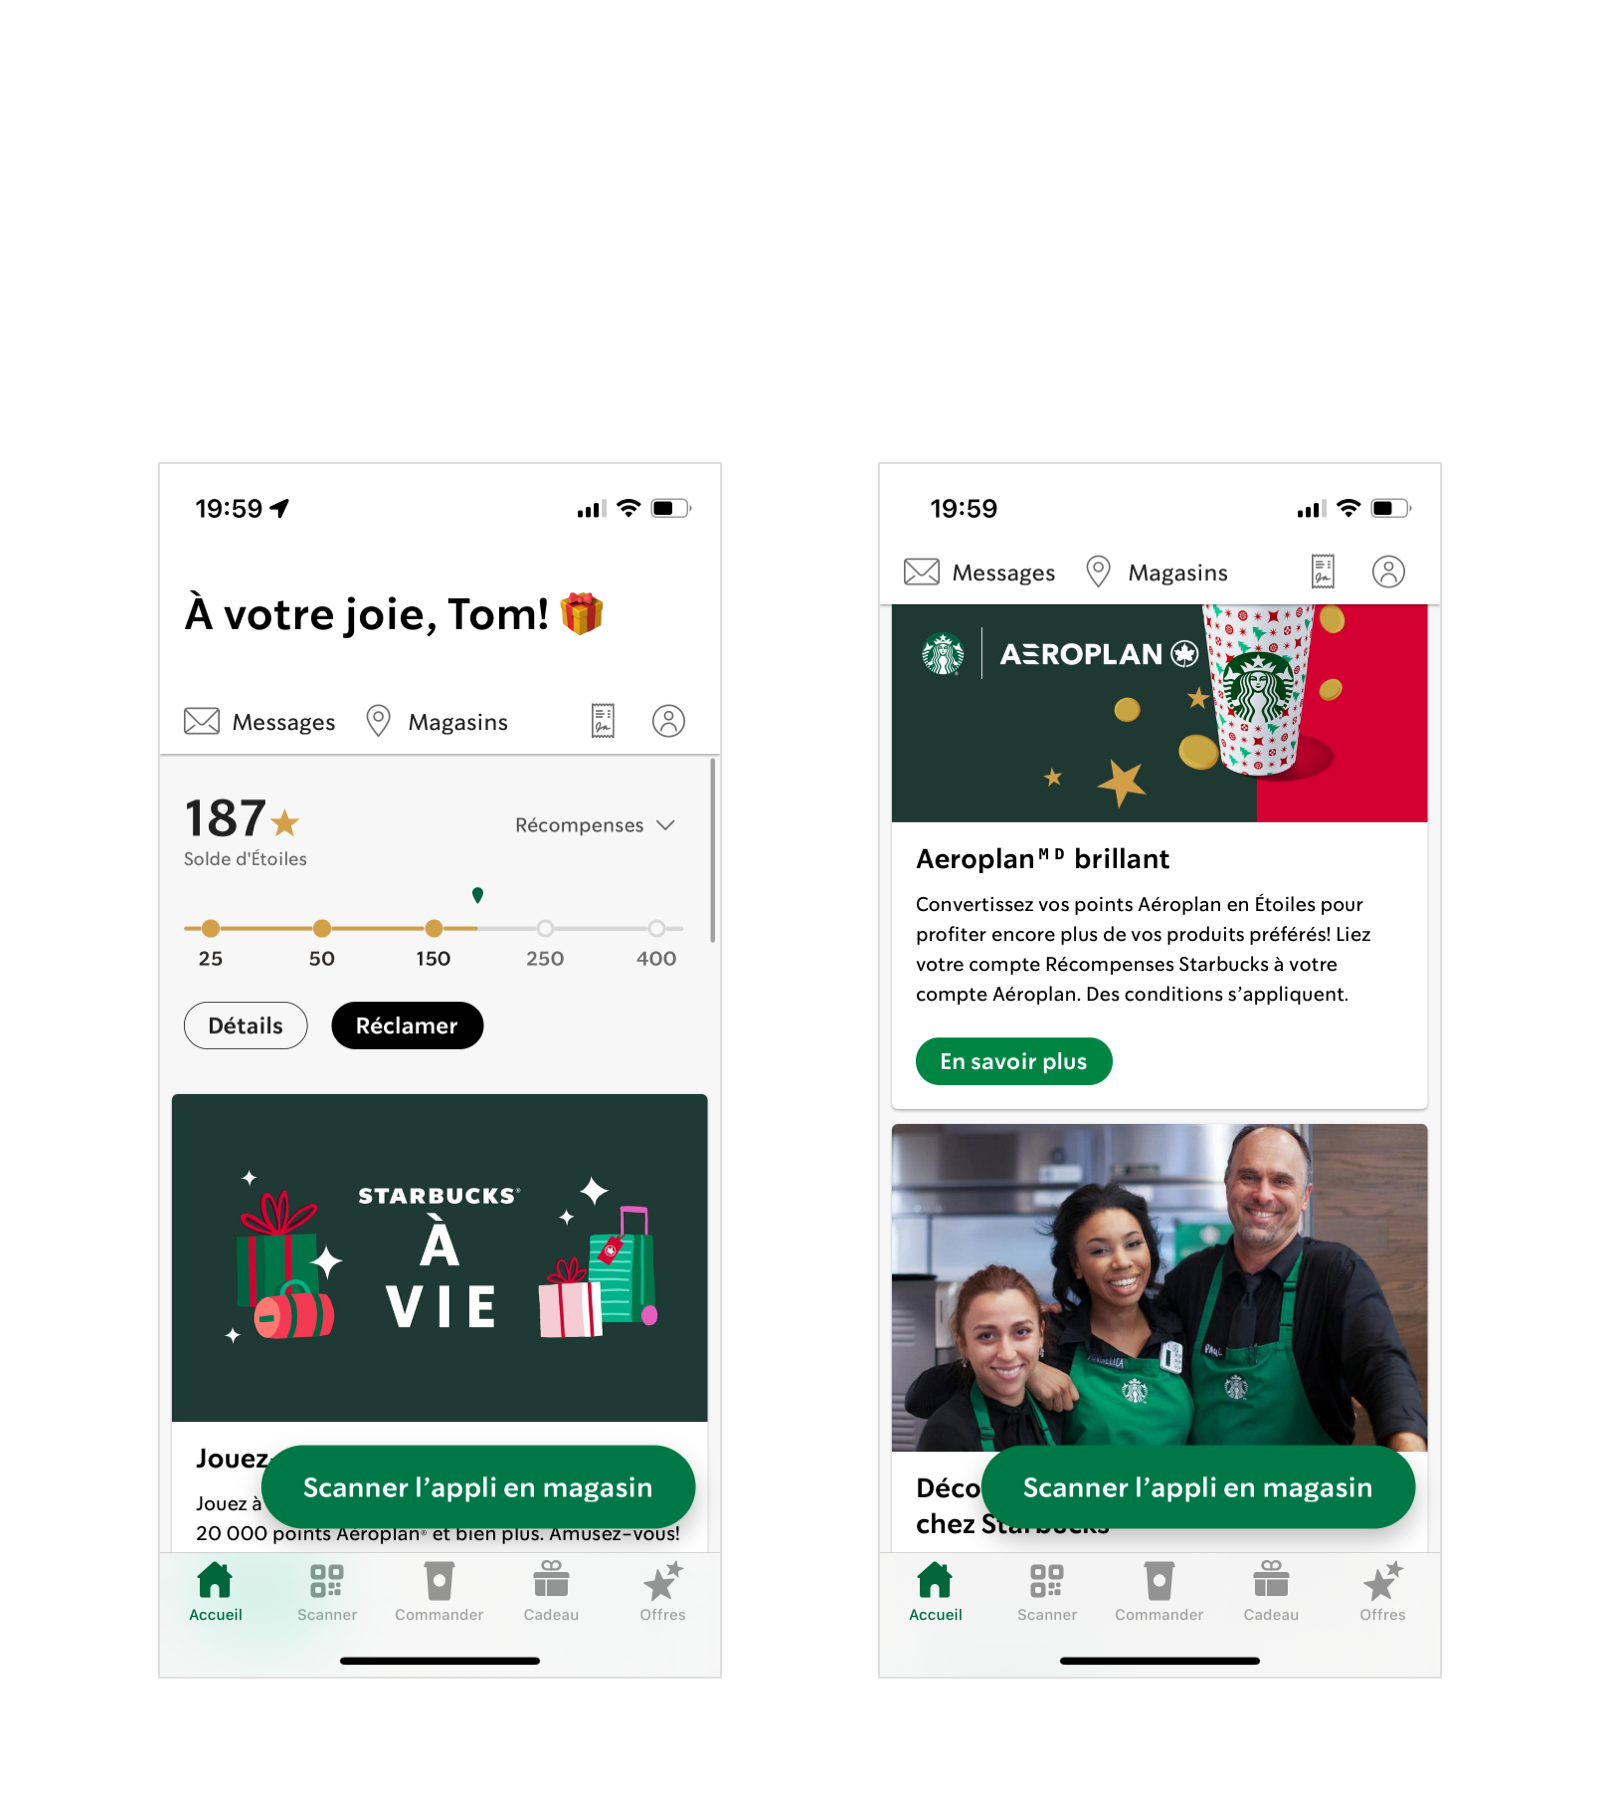 19:59
À votre joie, Tom!
Messages Magasins
187
Récompenses
Solde d'Étoiles
25 50 150 250 400
Détails Réclamer
STARBUCKS
À
VIE
Jouez
Scanner l’appli en magasin
Jouez à
20 000 points Aéroplan® et bien plus. Amusez-vous!
Accueil Scanner Commander Cadeau Offres
19:59
Messages Magasins
AEROPLAN
Aeroplanᴹᴰ brillant
Convertissez vos points Aéroplan en Étoiles pour
profiter encore plus de vos produits préférés! Liez
votre compte Récompenses Starbucks à votre
compte Aéroplan. Des conditions s’appliquent.
En savoir plus
PAUL
Déco
Scanner l’appli en magasin
chez Starbucks
Accueil Scanner Commander Cadeau Offres